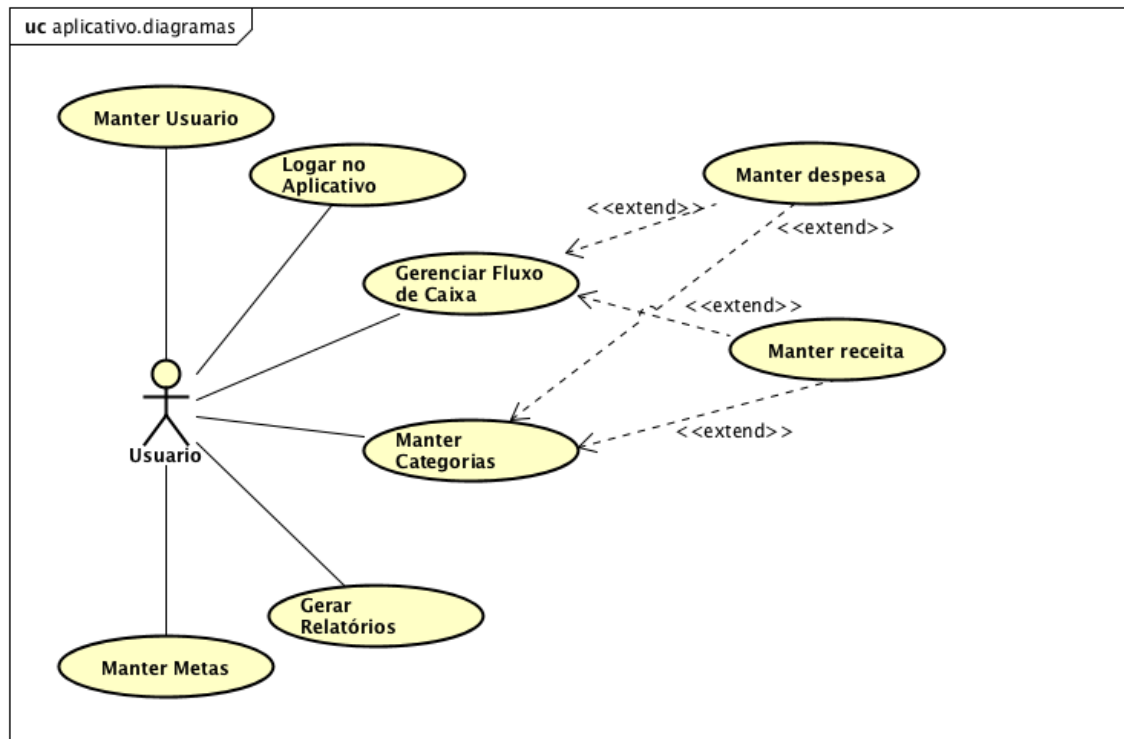 uc aplicativo.diagramas
Manter Usuario
Logar no
Aplicativo
Manter despesa
<<extend>>
<<extend>>
Gerenciar Fluxo
de Caixa
<<extend>>
Manter receita
Usuario
Manter
Categorias
<<extend>>
Gerar
Relatórios
Manter Metas